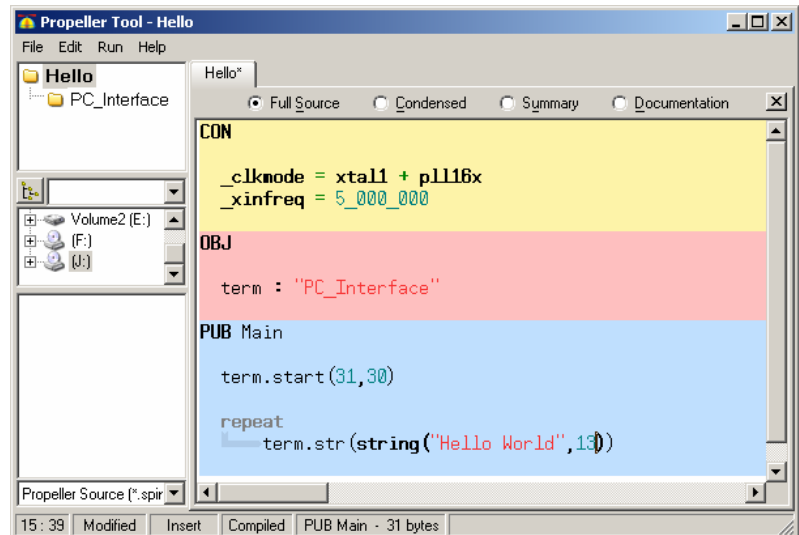 Propeller Tool - Hello
File Edit Run Help
Hello
PC_Interface
Hello*
Full Source Condensed Summary Documentation
CON
_clkmode = xtal1 + pll16x
_xinfreq = 5_000_000
OBJ
term : "PC_Interface"
PUB Main
term.start(31,30)
repeat
term.str(string("Hello World",13))
Volume2 (E:)
(F:)
(J:)
Propeller Source (*.spir
15 : 39 Modified Insert Compiled PUB Main - 31 bytes